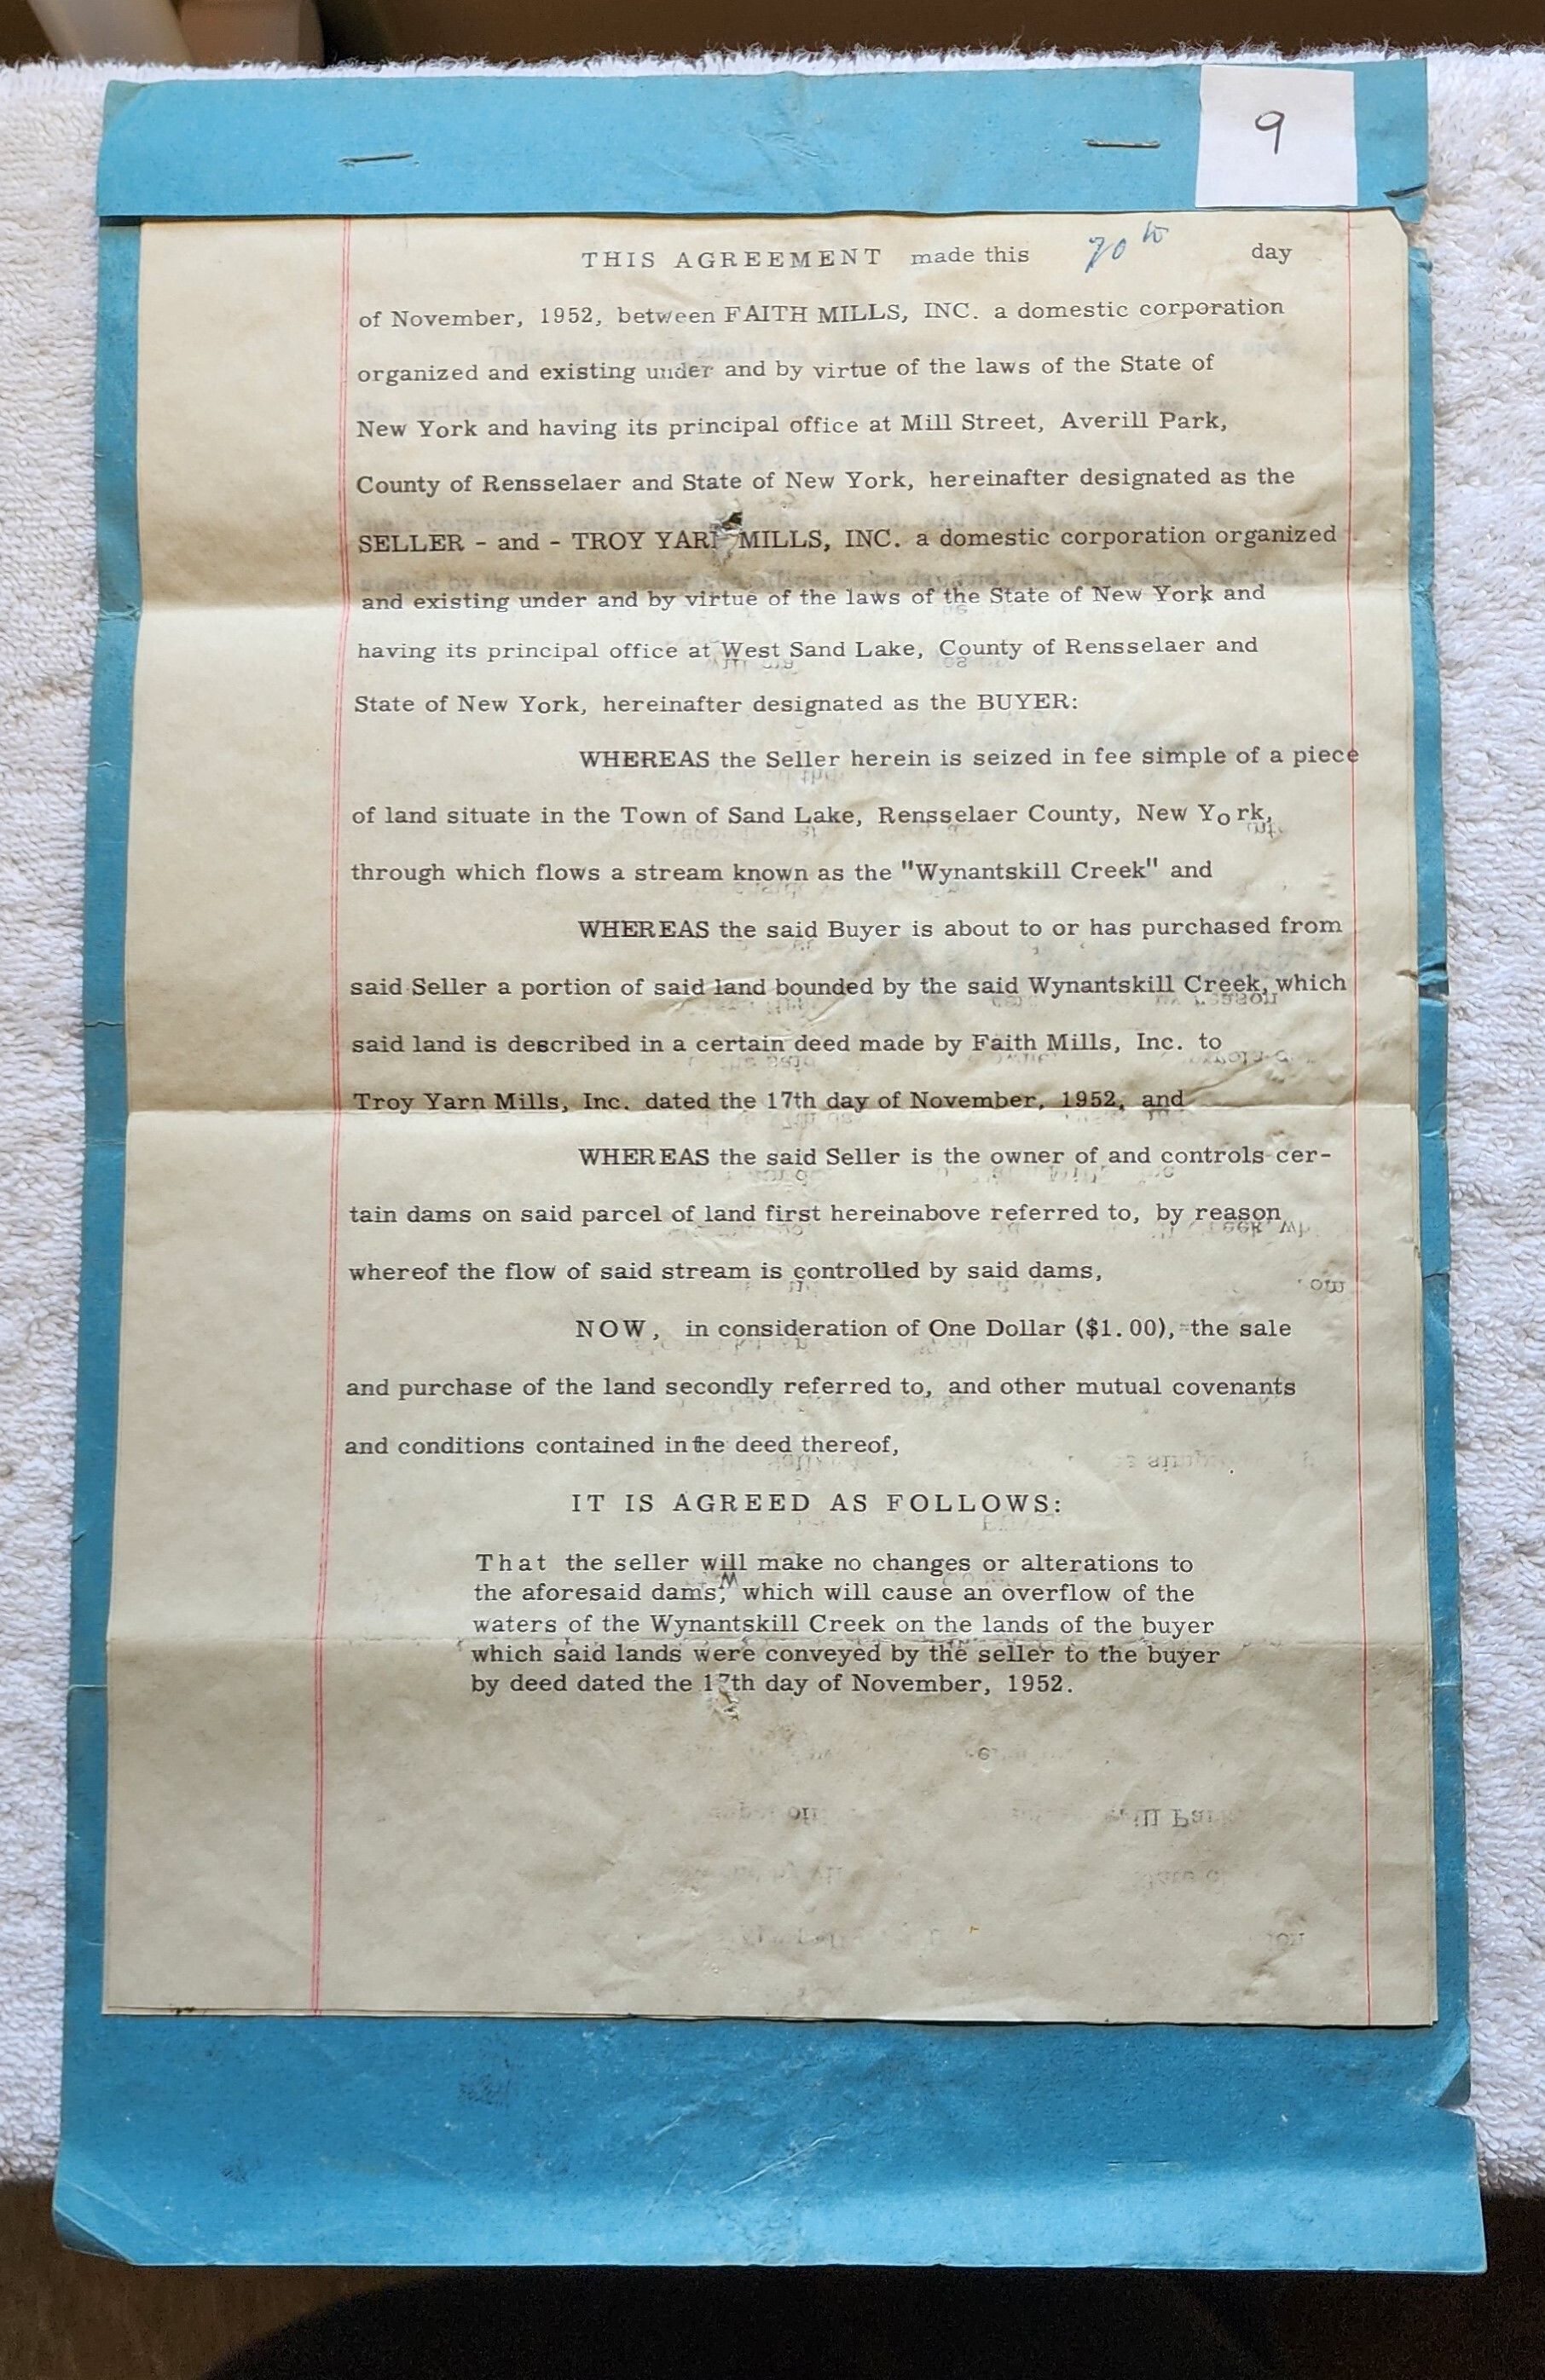 9
THIS AGREEMENT made this 20th day
of November, 1952, between FAITH MILLS, INC. a domestic corporation
organized and existing under and by virtue of the laws of the State of
New York and having its principal office at Mill Street, Averill Park,
County of Rensselaer and State of New York, hereinafter designated as the
SELLER - and - TROY YARN MILLS, INC. a domestic corporation organized
and existing under and by virtue of the laws of the State of New York and
having its principal office at West Sand Lake, County of Rensselaer and
State of New York, hereinafter designated as the BUYER:
WHEREAS the Seller herein is seized in fee simple of a piece
of land situate in the Town of Sand Lake, Rensselaer County, New York,
through which flows a stream known as the "Wynantskill Creek" and
WHEREAS the said Buyer is about to or has purchased from
said Seller a portion of said land bounded by the said Wynantskill Creek, which
said land is described in a certain deed made by Faith Mills, Inc. to
Troy Yarn Mills, Inc. dated the 17th day of November, 1952, and
WHEREAS the said Seller is the owner of and controls cer-
tain dams on said parcel of land first hereinabove referred to, by reason
whereof the flow of said stream is controlled by said dams,
NOW, in consideration of One Dollar ($1.00), the sale
and purchase of the land secondly referred to, and other mutual covenants
and conditions contained in the deed thereof,
IT IS AGREED AS FOLLOWS:
That the seller will make no changes or alterations to
the aforesaid dams, which will cause an overflow of the
waters of the Wynantskill Creek on the lands of the buyer
which said lands were conveyed by the seller to the buyer
by deed dated the 17th day of November, 1952.